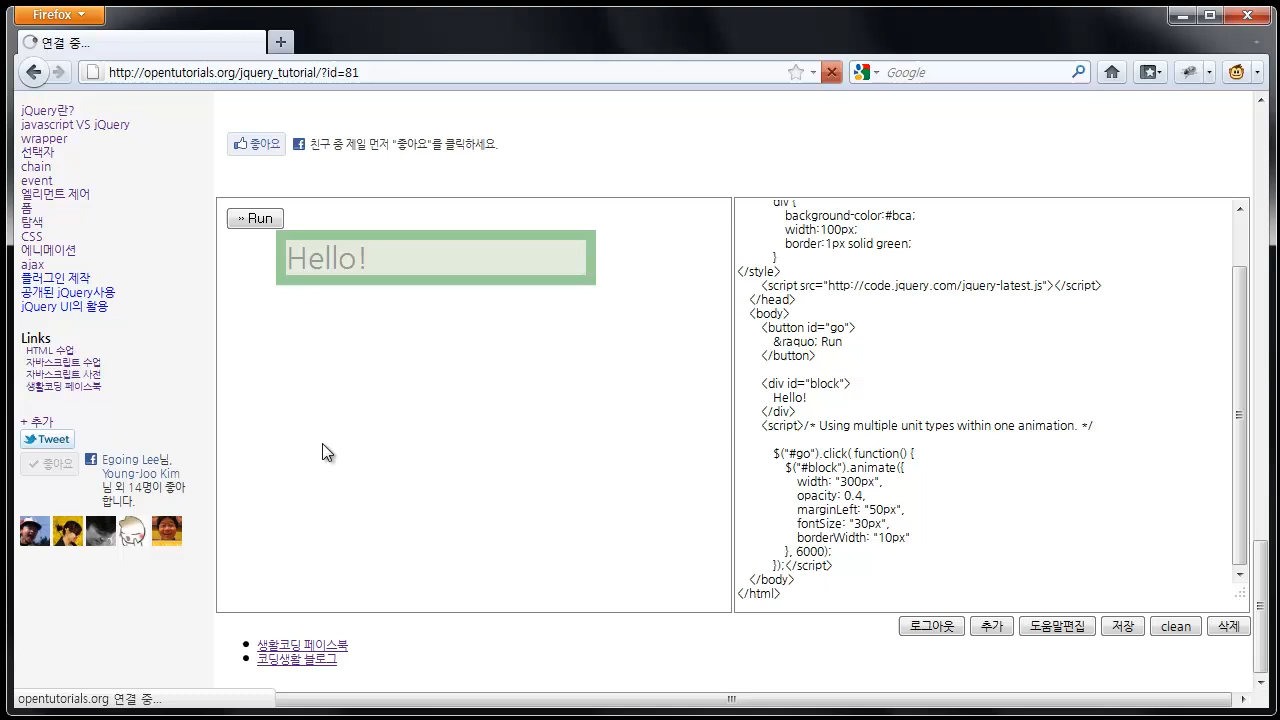 Firefox
연결 중...
http://opentutorials.org/jquery_tutorial/?id=81
Google
jQuery란?
javascript VS jQuery
wrapper
선택자
chain
event
엘리먼트 제어
폼
탐색
CSS
에니메이션
ajax
플러그인 제작
공개된 jQuery사용
jQuery UI의 활용
Links
HTML 수업
자바스크립트 수업
자바스크립트 사전
생활코딩 페이스북
+ 추가
Tweet
좋아요
Egoing Lee님,
Young-Joo Kim
님 외 14명이 좋아
합니다.
좋아요 친구 중 제일 먼저 "좋아요"를 클릭하세요.
» Run
Hello!
div {
background-color:#bca;
width:100px;
border:1px solid green;
}
</style>
<script src="http://code.jquery.com/jquery-latest.js"></script>
</head>
<body>
<button id="go">
&raquo; Run
</button>
<div id="block">
Hello!
</div>
<script>/* Using multiple unit types within one animation. */
$("#go").click( function() {
$("#block").animate({
width: "300px",
opacity: 0.4,
marginLeft: "50px",
fontSize: "30px",
borderWidth: "10px"
}, 6000);
});</script>
</body>
</html>
로그아웃 추가 도움말편집 저장 clean 삭제
생활코딩 페이스북
코딩생활 블로그
opentutorials.org 연결 중...